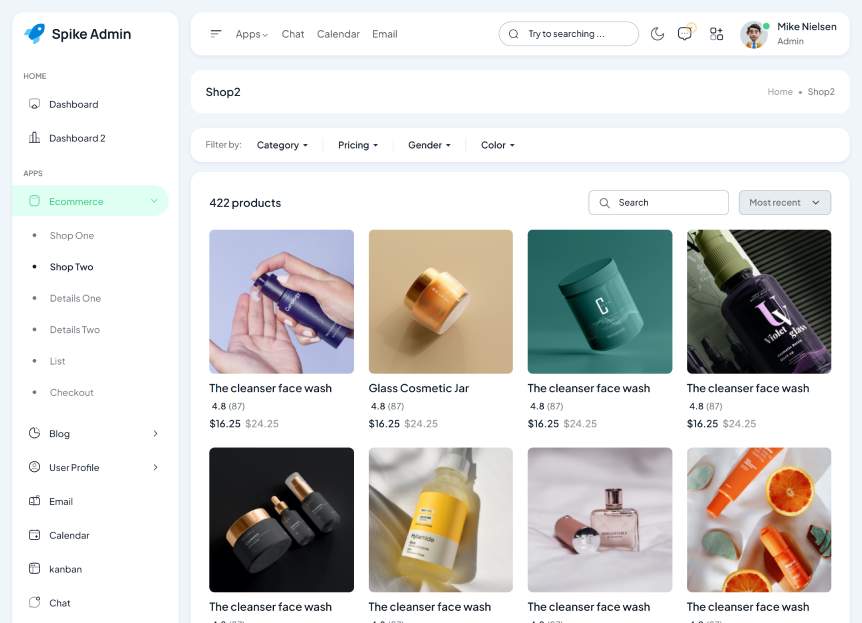 Spike Admin
Apps
Chat
Calendar
Email
Try to searching ...
Mike Nielsen
Admin
HOME
Dashboard
Dashboard 2
APPS
Ecommerce
Shop One
Shop Two
Details One
Details Two
List
Checkout
Blog
User Profile
Email
Calendar
kanban
Chat
Shop2
Home • Shop2
Filter by:
Category
Pricing
Gender
Color
422 products
Search
Most recent
C
UV
Violet glass
The cleanser face wash
4.8 (87)
$16.25 $24.25
Glass Cosmetic Jar
4.8 (87)
$16.25 $24.25
The cleanser face wash
4.8 (87)
$16.25 $24.25
The cleanser face wash
4.8 (87)
$16.25 $24.25
The cleanser face wash
The cleanser face wash
The cleanser face wash
The cleanser face wash